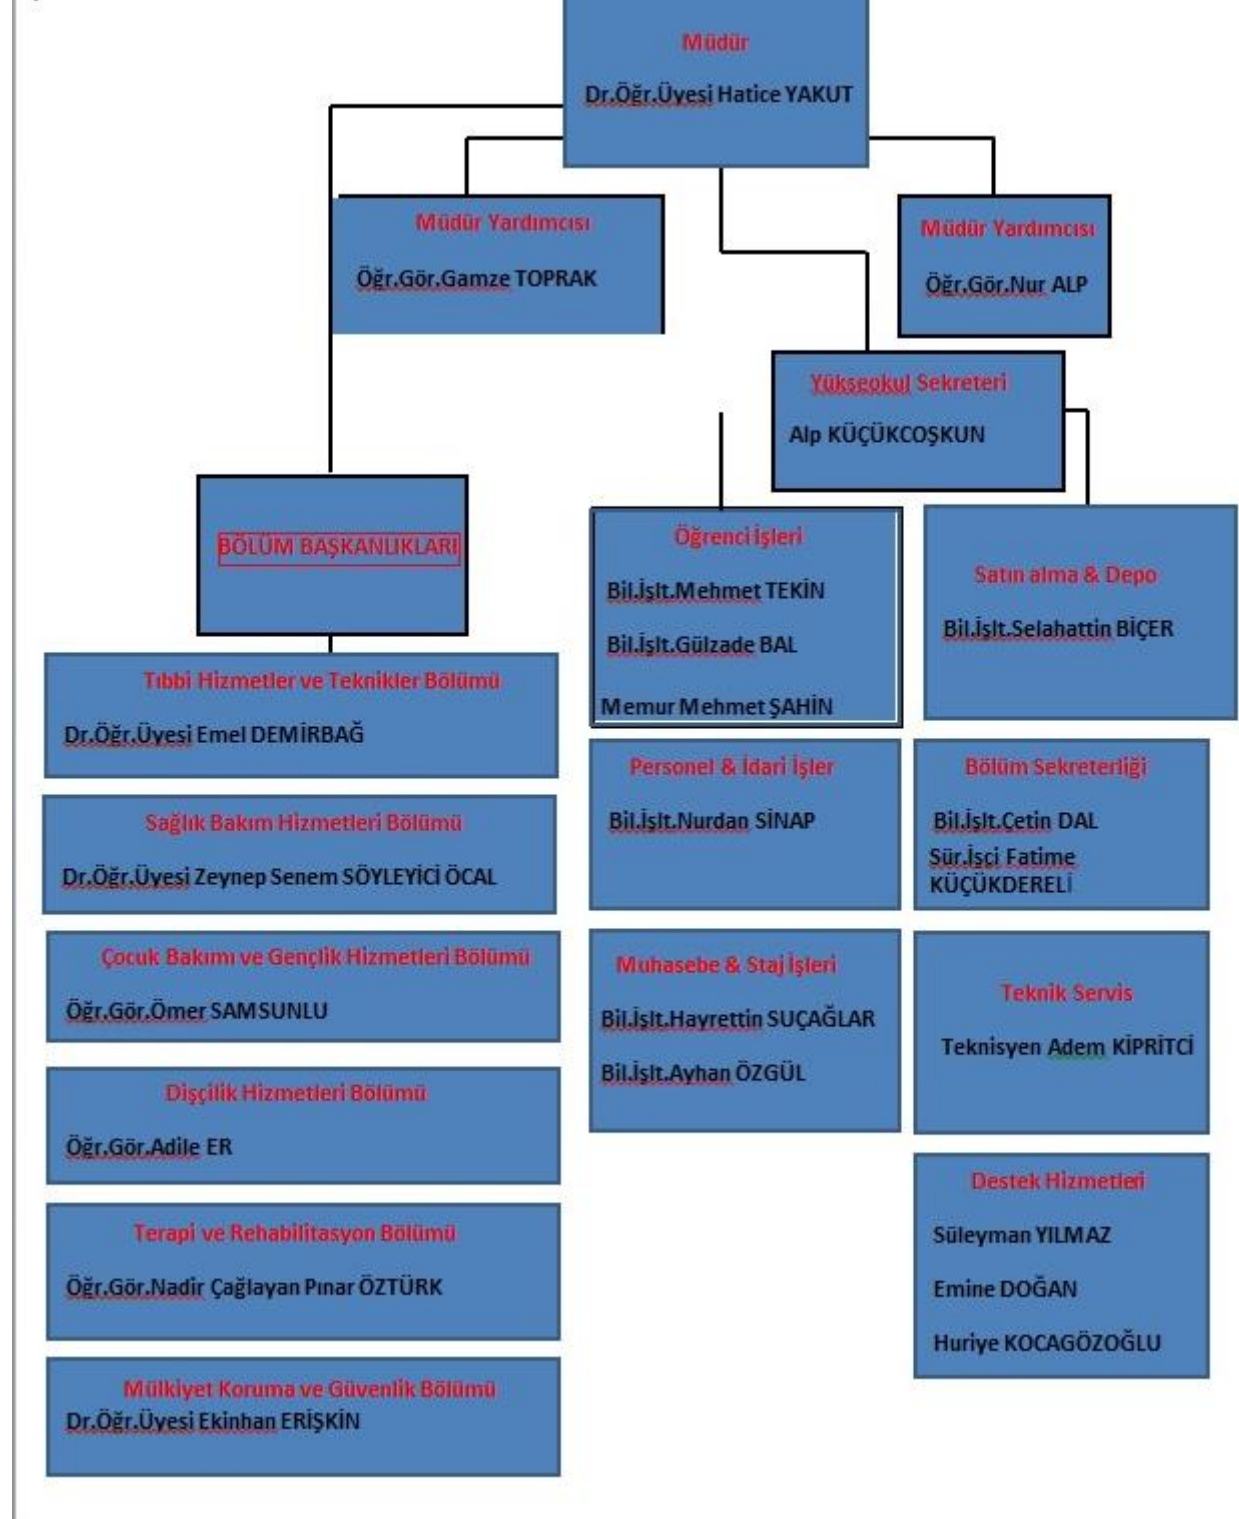 Müdür
Dr.Öğr.Üyesi Hatice YAKUT
Müdür Yardımcısı
Öğr.Gör.Gamze TOPRAK
Müdür Yardımcısı
Öğr.Gör.Nur ALP
Yükseokul Sekreteri
Alp KÜÇÜKCOŞKUN
BÖLÜM BAŞKANLIKLARI
Tıbbi Hizmetler ve Teknikler Bölümü
Dr.Öğr.Üyesi Emel DEMİRBAĞ
Sağlık Bakım Hizmetleri Bölümü
Dr.Öğr.Üyesi Zeynep Senem SÖYLEYİCİ ÖCAL
Çocuk Bakımı ve Gençlik Hizmetleri Bölümü
Öğr.Gör.Ömer SAMSUNLU
Dişçilik Hizmetleri Bölümü
Öğr.Gör.Adile ER
Terapi ve Rehabilitasyon Bölümü
Öğr.Gör.Nadir Çağlayan Pınar ÖZTÜRK
Mülkiyet Koruma ve Güvenlik Bölümü
Dr.Öğr.Üyesi Ekinhan ERİŞKİN
Öğrenci İşleri
Bil.İşlt.Mehmet TEKİN
Bil.İşlt.Gülzade BAL
Memur Mehmet ŞAHİN
Personel & İdari İşler
Bil.İşlt.Nurdan SİNAP
Muhasebe & Staj İşleri
Bil.İşlt.Hayrettin SUÇAĞLAR
Bil.İşlt.Ayhan ÖZGÜL
Satın alma & Depo
Bil.İşlt.Selahattin BİÇER
Bölüm Sekreterliği
Bil.İşlt.Çetin DAL
Sür.İşçi Fatime
KÜÇÜKDERELİ
Teknik Servis
Teknisyen Adem KİPRİTCİ
Destek Hizmetleri
Süleyman YILMAZ
Emine DOĞAN
Huriye KOCAGÖZOĞLU